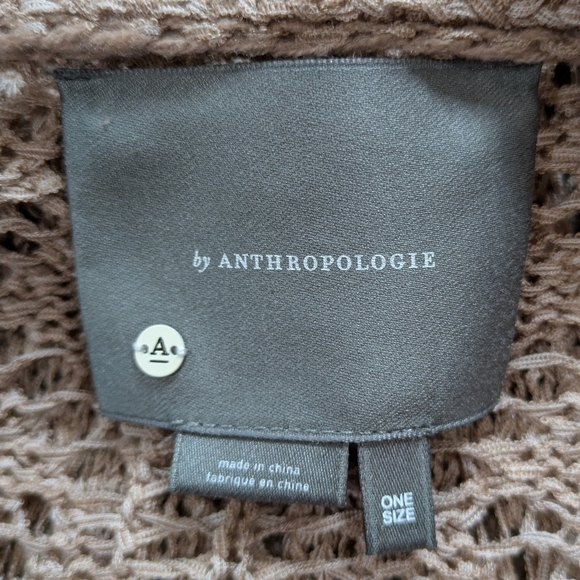 by ANTHROPOLOGIE
A
made in china
fabriqué en chine
ONE
SIZE